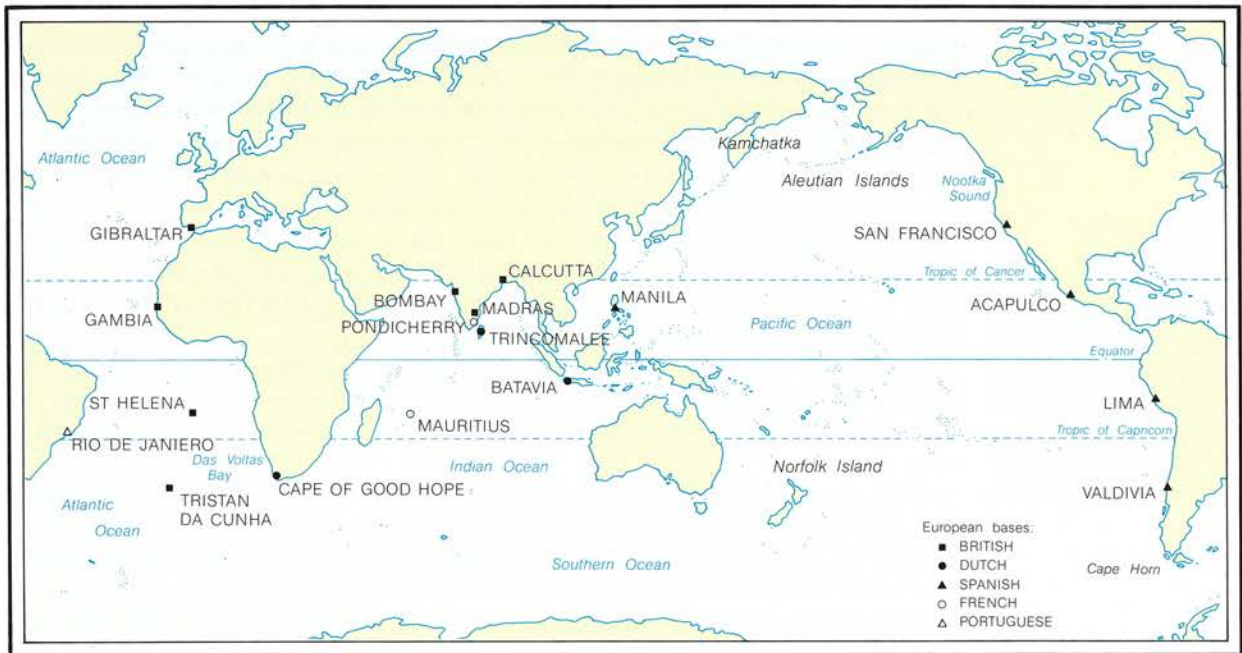 Kamchatka
Atlantic Ocean
Aleutian Islands
Nootka
Sound
GIBRALTAR
SAN FRANCISCO
CALCUTTA
Tropic of Cancer
BOMBAY
MANILA
ACAPULCO
GAMBIA
MADRAS
PONDICHERRY
Pacific Ocean
TRINCOMALEE
Equator
BATAVIA
ST HELENA
LIMA
MAURITIUS
Tropic of Capricorn
RIO DE JANIERO
Das Voltas
Bay
Indian Ocean
Norfolk Island
CAPE OF GOOD HOPE
VALDIVIA
TRISTAN
DA CUNHA
Atlantic
Ocean
European bases:
BRITISH
DUTCH
SPANISH
FRENCH
PORTUGUESE
Southern Ocean
Cape Horn